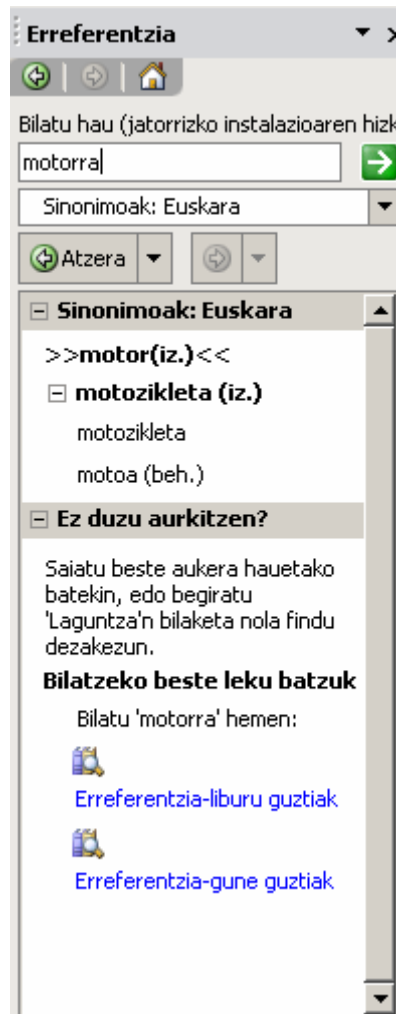 Erreferentzia
Bilatu hau (jatorrizko instalazioaren hizk
motorra
Sinonimoak: Euskara
Atzera
Sinonimoak: Euskara
>>motor(iz.)<<
motozikleta (iz.)
motozikleta
motoa (beh.)
Ez duzu aurkitzen?
Saiatu beste aukera hauetako
batekin, edo begiratu
'Laguntza'n bilaketa nola findu
dezakezun.
Bilatzeko beste leku batzuk
Bilatu 'motorra' hemen:
Erreferentzia-liburu guztiak
Erreferentzia-gune guztiak